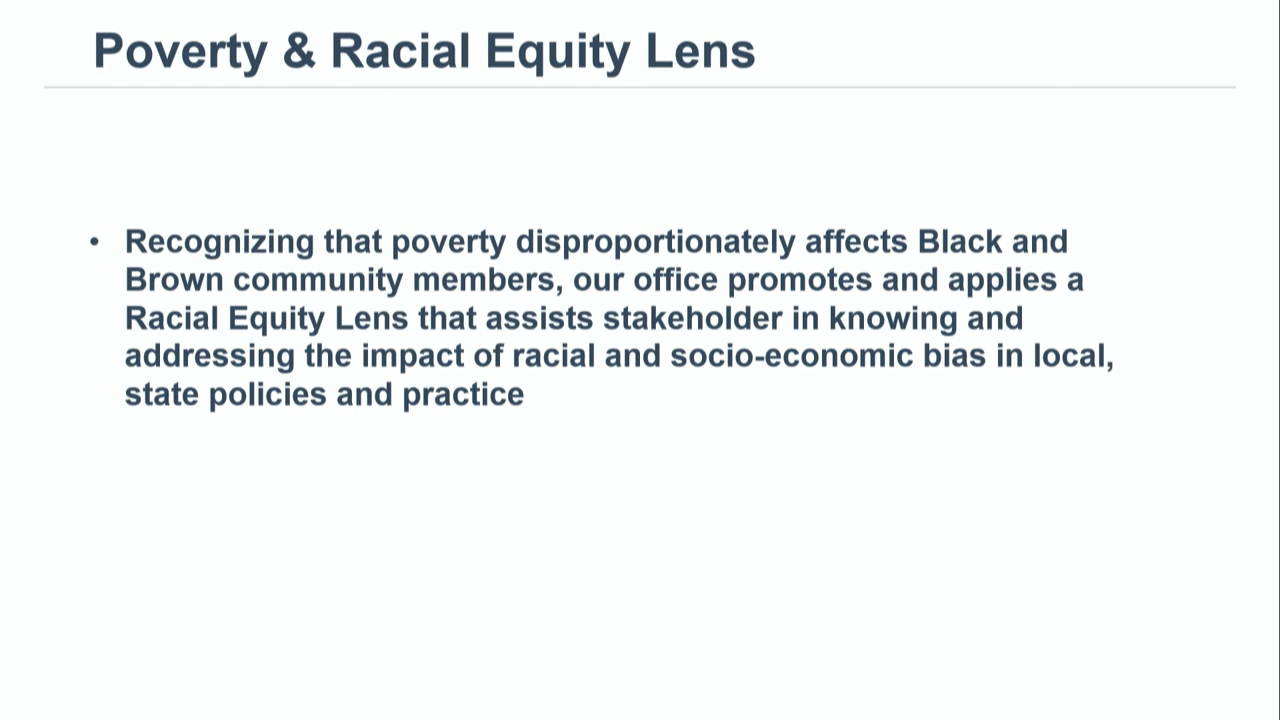 Poverty & Racial Equity Lens
• Recognizing that poverty disproportionately affects Black and
Brown community members, our office promotes and applies a
Racial Equity Lens that assists stakeholder in knowing and
addressing the impact of racial and socio-economic bias in local,
state policies and practice